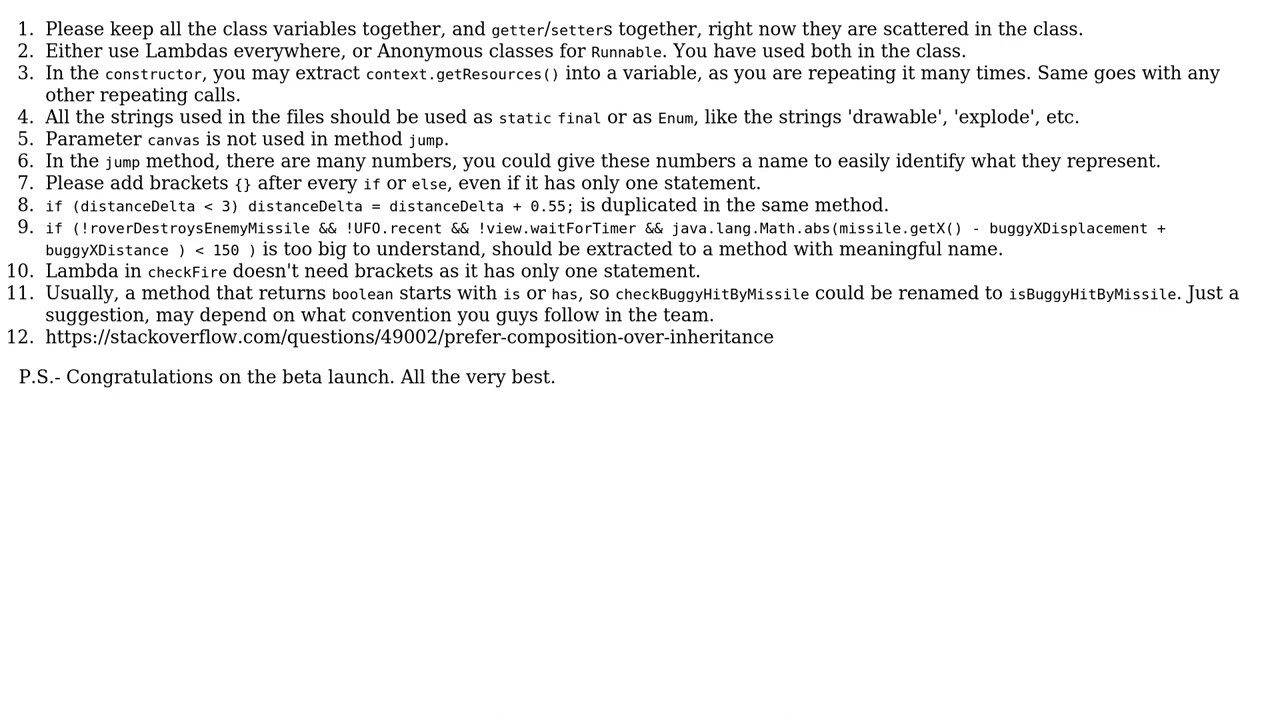 1. Please keep all the class variables together, and getter/setters together, right now they are scattered in the class.
2. Either use Lambdas everywhere, or Anonymous classes for Runnable. You have used both in the class.
3. In the constructor, you may extract context.getResources() into a variable, as you are repeating it many times. Same goes with any
other repeating calls.
4. All the strings used in the files should be used as static final or as Enum, like the strings 'drawable', 'explode', etc.
5. Parameter canvas is not used in method jump.
6. In the jump method, there are many numbers, you could give these numbers a name to easily identify what they represent.
7. Please add brackets {} after every if or else, even if it has only one statement.
8. if (distanceDelta < 3) distanceDelta = distanceDelta + 0.55; is duplicated in the same method.
9. if (!roverDestroysEnemyMissile && !UFO.recent && !view.waitForTimer && java.lang.Math.abs(missile.getX() - buggyXDisplacement +
buggyXDistance ) < 150 ) is too big to understand, should be extracted to a method with meaningful name.
10. Lambda in checkFire doesn't need brackets as it has only one statement.
11. Usually, a method that returns boolean starts with is or has, so checkBuggyHitByMissile could be renamed to isBuggyHitByMissile. Just a
suggestion, may depend on what convention you guys follow in the team.
12. https://stackoverflow.com/questions/49002/prefer-composition-over-inheritance
P.S.- Congratulations on the beta launch. All the very best.